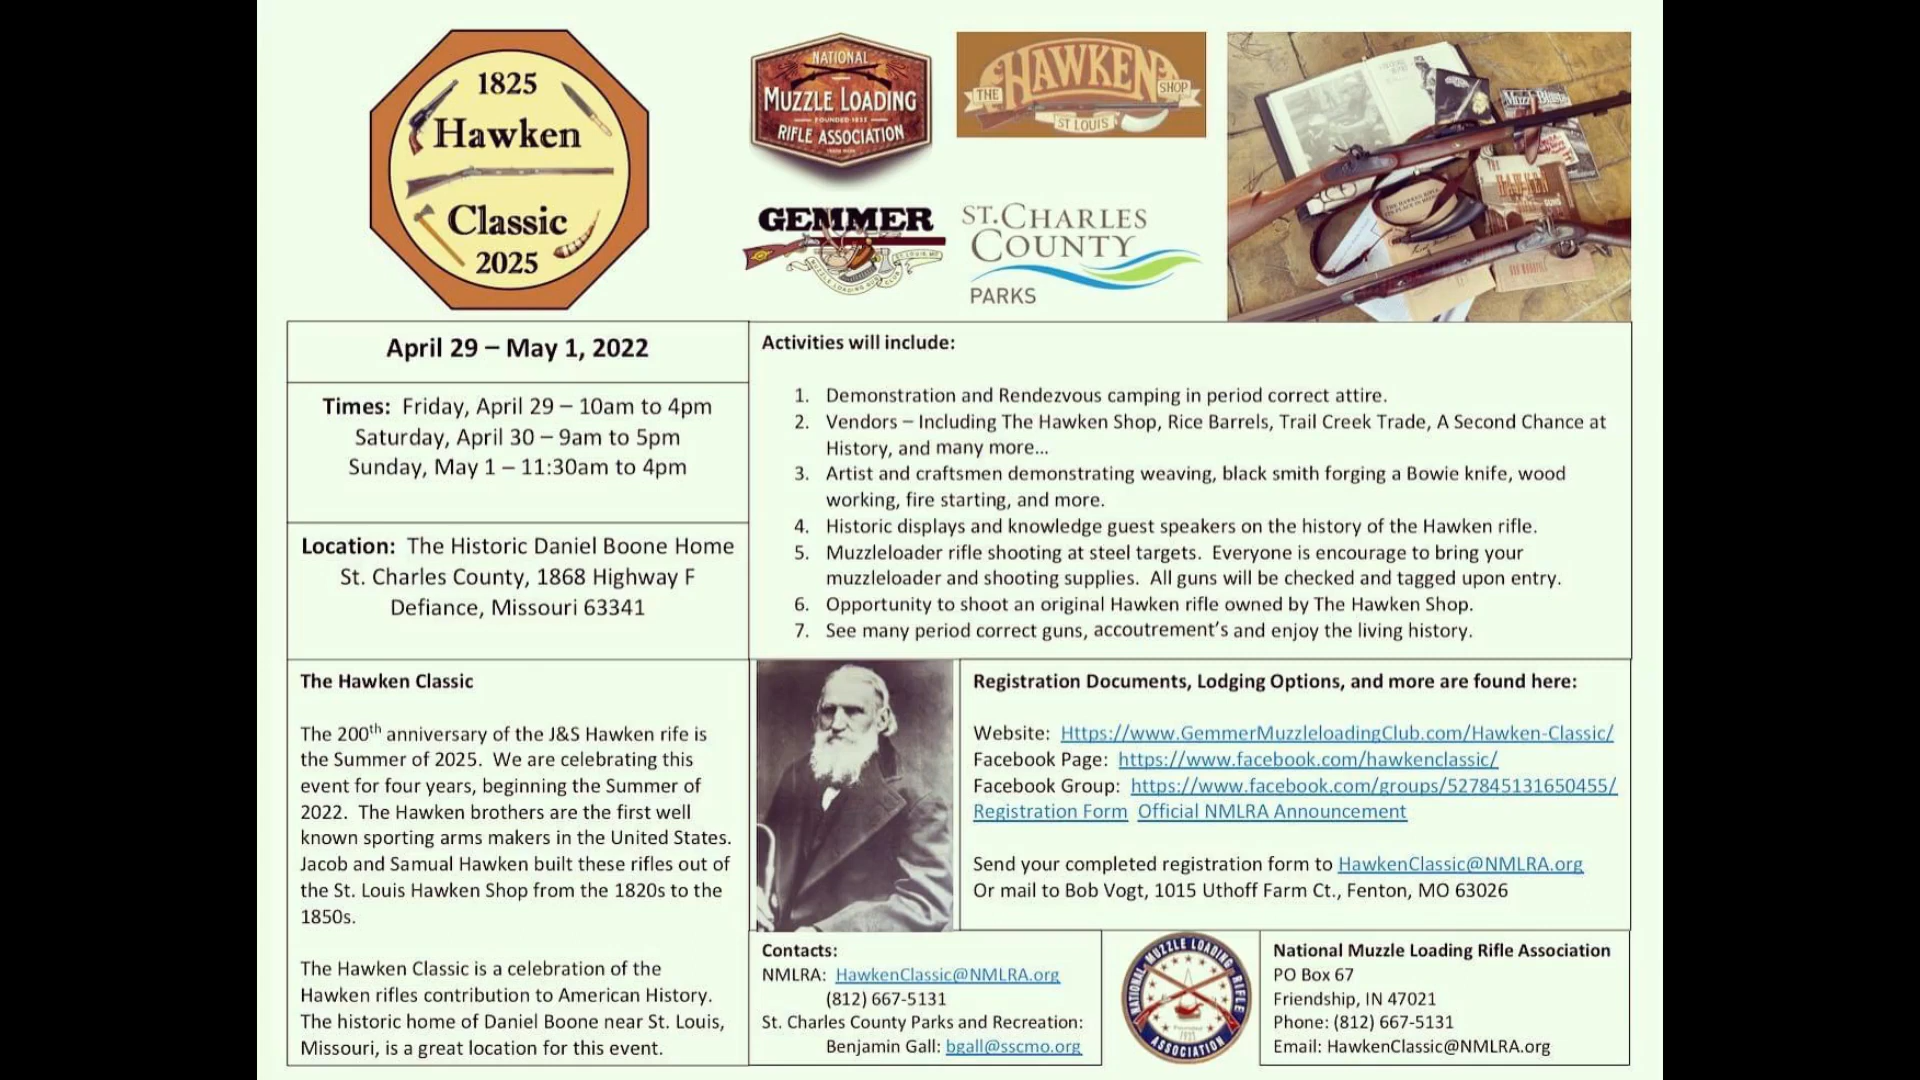 1825
Hawken
Classic
2025
NATIONAL
MUZZLE LOADING
FOUNDED 1933
RIFLE ASSOCIATION
THE HAWKEN SHOP
ST LOUIS
GEMMER
MUZZLE LOADING GUN CLUB
ST. LOUIS, MO
ST. CHARLES
COUNTY
PARKS
Muzzle Blasts
THE
HAWKEN
April 29 – May 1, 2022
Times: Friday, April 29 – 10am to 4pm
Saturday, April 30 – 9am to 5pm
Sunday, May 1 – 11:30am to 4pm
Location: The Historic Daniel Boone Home
St. Charles County, 1868 Highway F
Defiance, Missouri 63341
Activities will include:
1. Demonstration and Rendezvous camping in period correct attire.
2. Vendors – Including The Hawken Shop, Rice Barrels, Trail Creek Trade, A Second Chance at
History, and many more...
3. Artist and craftsmen demonstrating weaving, black smith forging a Bowie knife, wood
working, fire starting, and more.
4. Historic displays and knowledge guest speakers on the history of the Hawken rifle.
5. Muzzleloader rifle shooting at steel targets. Everyone is encourage to bring your
muzzleloader and shooting supplies. All guns will be checked and tagged upon entry.
6. Opportunity to shoot an original Hawken rifle owned by The Hawken Shop.
7. See many period correct guns, accoutrement's and enjoy the living history.
The Hawken Classic
The 200th anniversary of the J&S Hawken rife is
the Summer of 2025. We are celebrating this
event for four years, beginning the Summer of
2022. The Hawken brothers are the first well
known sporting arms makers in the United States.
Jacob and Samual Hawken built these rifles out of
the St. Louis Hawken Shop from the 1820s to the
1850s.
The Hawken Classic is a celebration of the
Hawken rifles contribution to American History.
The historic home of Daniel Boone near St. Louis,
Missouri, is a great location for this event.
Registration Documents, Lodging Options, and more are found here:
Website: Https://www.GemmerMuzzleloadingClub.com/Hawken-Classic/
Facebook Page: https://www.facebook.com/hawkenclassic/
Facebook Group: https://www.facebook.com/groups/527845131650455/
Registration Form Official NMLRA Announcement
Send your completed registration form to HawkenClassic@NMLRA.org
Or mail to Bob Vogt, 1015 Uthoff Farm Ct., Fenton, MO 63026
Contacts:
NMLRA: HawkenClassic@NMLRA.org
(812) 667-5131
St. Charles County Parks and Recreation:
Benjamin Gall: bgall@sscmo.org
NATIONAL MUZZLE LOADING RIFLE
ASSOCIATION
National Muzzle Loading Rifle Association
PO Box 67
Friendship, IN 47021
Phone: (812) 667-5131
Email: HawkenClassic@NMLRA.org